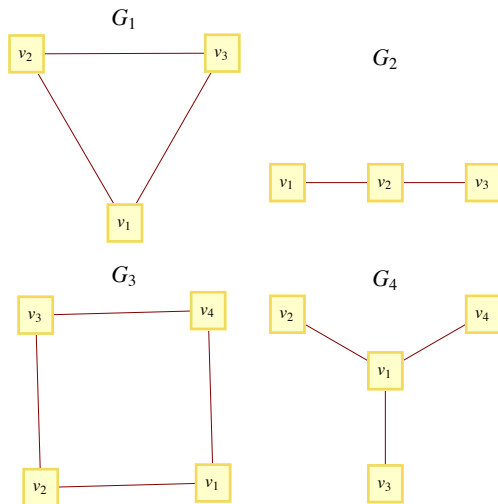 G₁
v₂ v₃
v₁
G₂
v₁ v₂ v₃
G₃
v₃ v₄
v₂ v₁
G₄
v₂ v₄
v₁
v₃